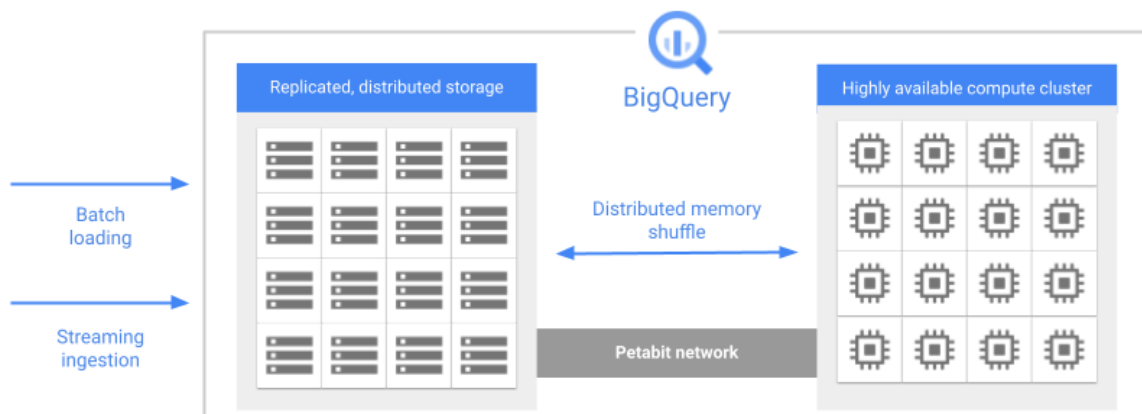 BigQuery
Replicated, distributed storage
Highly available compute cluster
Batch
loading
Streaming
ingestion
Distributed memory
shuffle
Petabit network